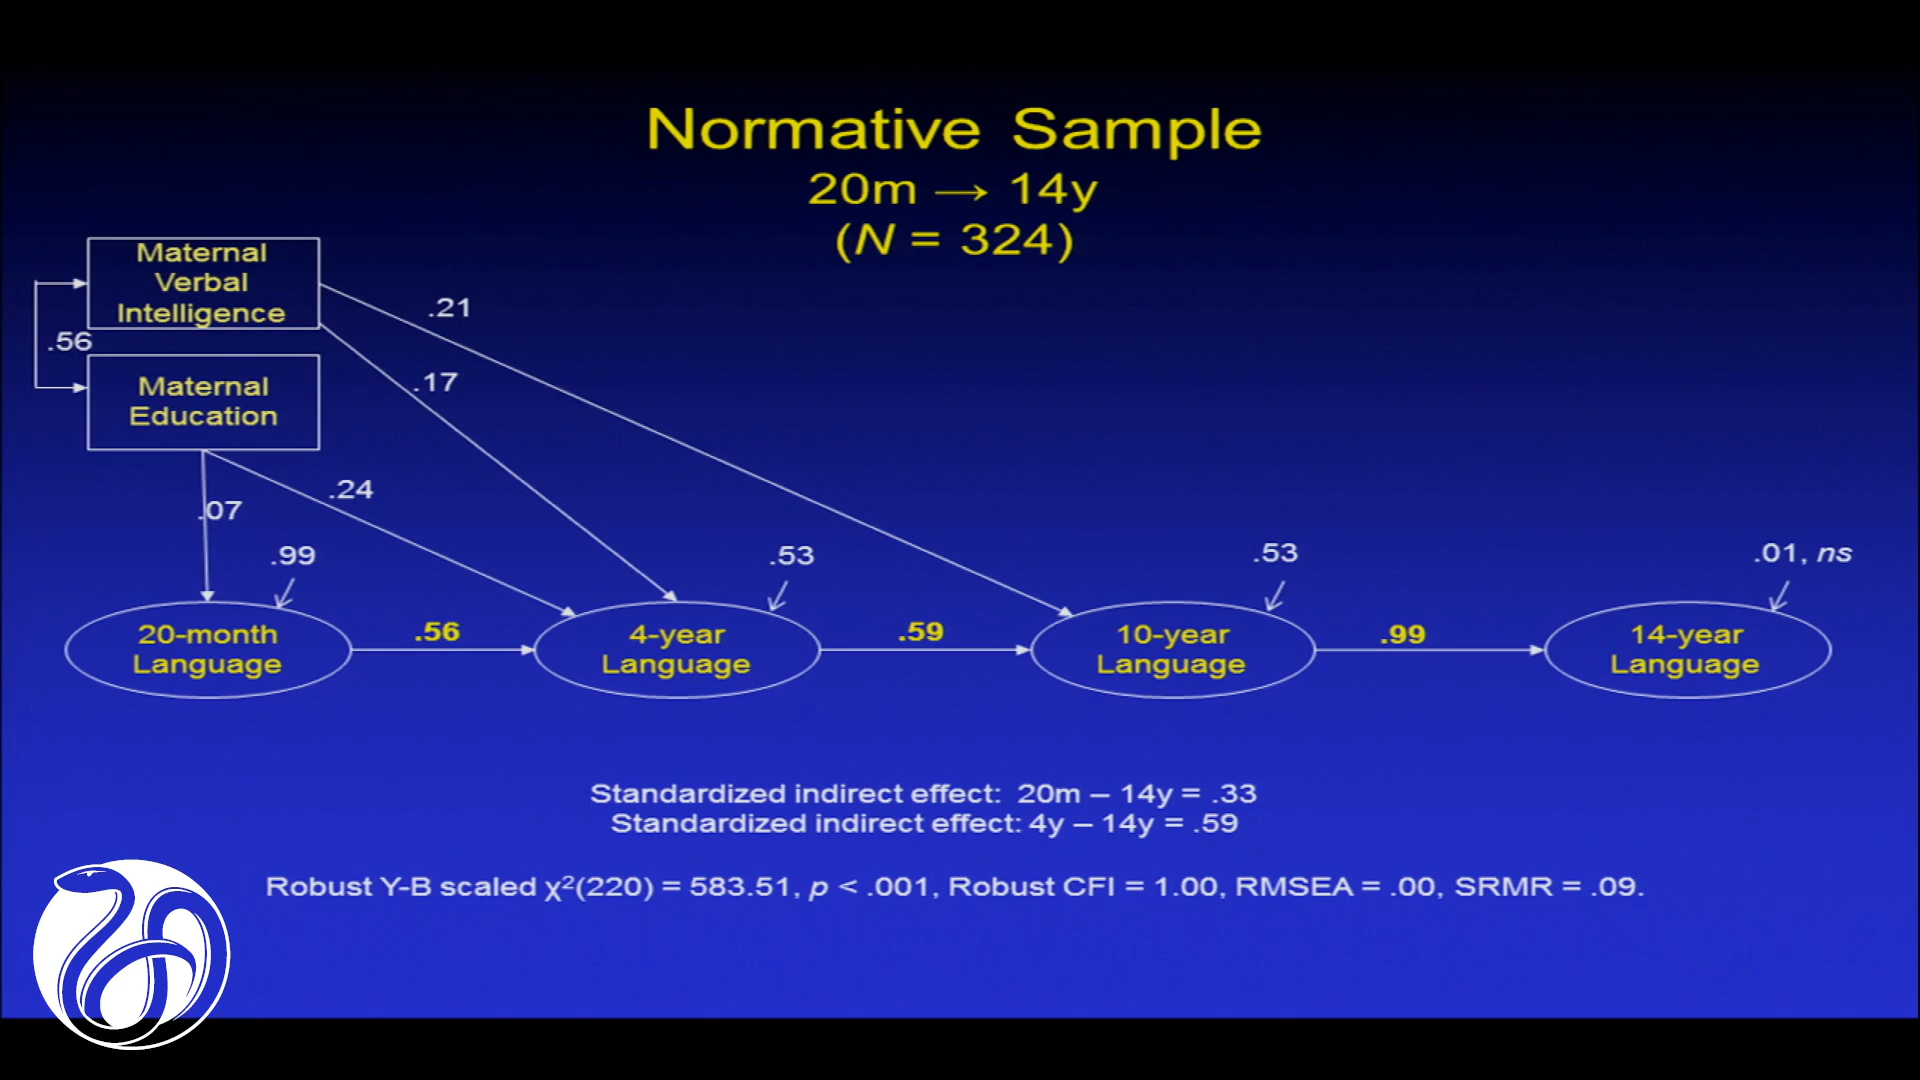 Normative Sample
20m → 14y
(N = 324)
Maternal
Verbal
Intelligence
.56
Maternal
Education
.21
.17
.24
.07
.99
.53
.53
.01, ns
20-month
Language
.56
4-year
Language
.59
10-year
Language
.99
14-year
Language
Standardized indirect effect: 20m – 14y = .33
Standardized indirect effect: 4y – 14y = .59
Robust Y-B scaled χ²(220) = 583.51, p < .001, Robust CFI = 1.00, RMSEA = .00, SRMR = .09.